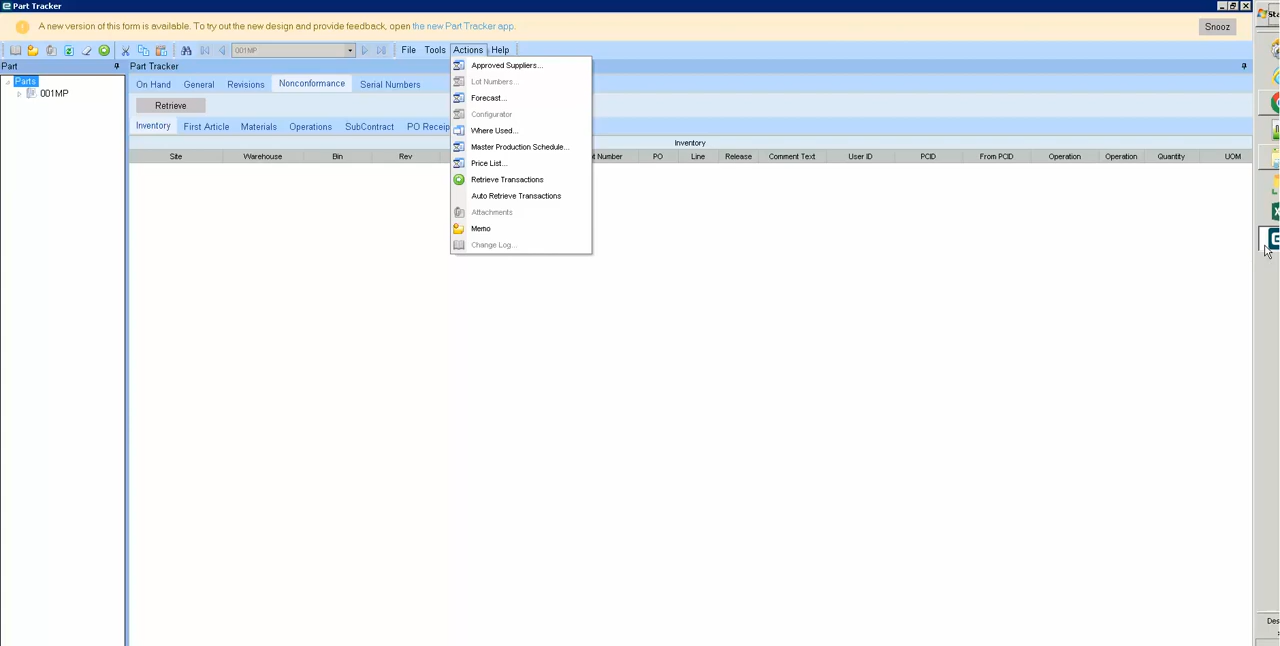 Part Tracker
A new version of this form is available. To try out the new design and provide feedback, open the new Part Tracker app.
Snooz
001MP
File Tools Actions Help
Part
Part Tracker
Parts
001MP
On Hand General Revisions Nonconformance Serial Numbers
Retrieve
Inventory First Article Materials Operations SubContract PO Receip
Inventory
Site Warehouse Bin Rev t Number PO Line Release Comment Text User ID PCID From PCID Operation Operation Quantity UOM
Approved Suppliers...
Lot Numbers...
Forecast...
Configurator
Where Used...
Master Production Schedule...
Price List...
Retrieve Transactions
Auto Retrieve Transactions
Attachments
Memo
Change Log...
Sta
Des